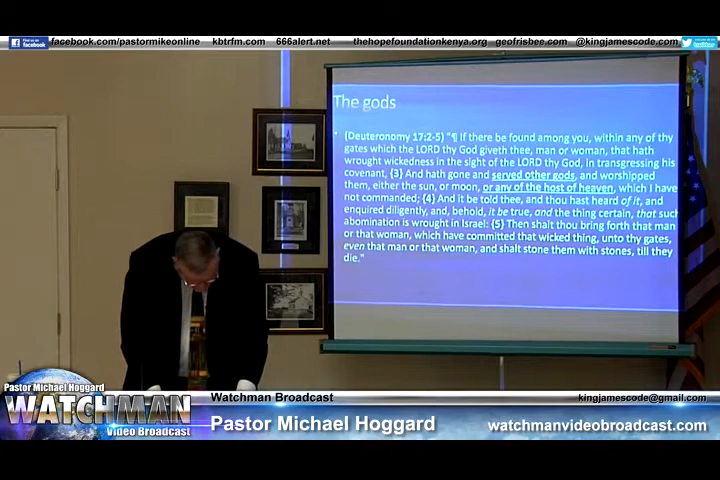 Find us on facebook
facebook.com/pastormikeonline kbtrfm.com 666alert.net thehopefoundationkenya.org geofrisbee.com @kingjamescode.com
The gods
• (Deuteronomy 17:2-5) "¶ If there be found among you, within any of thy
gates which the LORD thy God giveth thee, man or woman, that hath
wrought wickedness in the sight of the LORD thy God, in transgressing his
covenant, {3} And hath gone and served other gods, and worshipped
them, either the sun, or moon, or any of the host of heaven, which I have
not commanded; {4} And it be told thee, and thou hast heard of it, and
enquired diligently, and, behold, it be true, and the thing certain, that such
abomination is wrought in Israel: {5} Then shalt thou bring forth that man
or that woman, which have committed that wicked thing, unto thy gates,
even that man or that woman, and shalt stone them with stones, till they
die."
Pastor Michael Hoggard
WATCHMAN
Video Broadcast
Watchman Broadcast kingjamescode@gmail.com
Pastor Michael Hoggard watchmanvideobroadcast.com